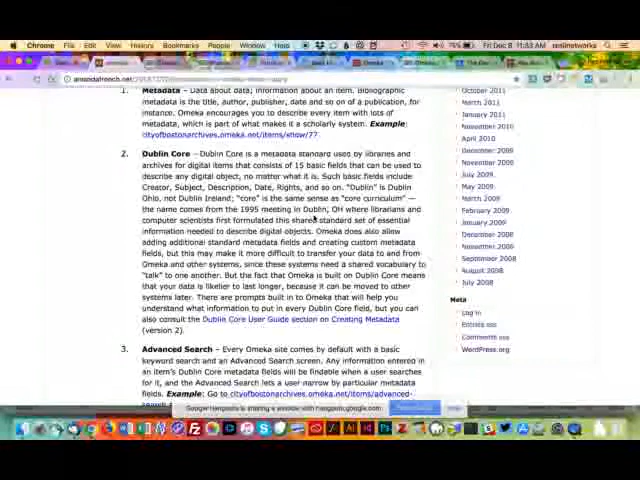 Chrome File Edit View History Bookmarks People Window Help
75% Fri Dec 8 11:33 AM
amandafrench.net
1. Metadata – Data about data; information about an item. Bibliographic
metadata is the title, author, publisher, date and so on of a publication, for
instance. Omeka encourages you to describe every item with lots of
metadata, which is part of what makes it a scholarly system. Example:
cityofbostonarchives.omeka.net/items/show/77
2. Dublin Core – Dublin Core is a metadata standard used by libraries and
archives for digital items that consists of 15 basic fields that can be used to
describe any digital object, no matter what it is. Such basic fields include
Creator, Subject, Description, Date, Rights, and so on. "Dublin" is Dublin
Ohio, not Dublin Ireland; "core" is the same sense as "core curriculum" —
the name comes from the 1995 meeting in Dublin, OH where librarians and
computer scientists first formulated this shared standard set of essential
information needed to describe digital objects. Omeka does also allow
adding additional standard metadata fields and creating custom metadata
fields, but this may make it more difficult to transfer your data to and from
Omeka and other systems, since these systems need a shared vocabulary to
"talk" to one another. But the fact that Omeka is built on Dublin Core means
that your data is likelier to last longer, because it can be moved to other
systems later. There are prompts built in to Omeka that will help you
understand what information to put in every Dublin Core field, but you can
also consult the Dublin Core User Guide section on Creating Metadata
(version 2).
3. Advanced Search – Every Omeka site comes by default with a basic
keyword search and an Advanced Search screen. Any information entered in
an item's Dublin Core metadata fields will be findable when a user searches
for it, and the Advanced Search lets a user narrow by particular metadata
fields. Example: Go to cityofbostonarchives.omeka.net/items/advanced-
October 2011
March 2011
January 2011
November 2010
April 2010
December 2009
November 2009
July 2009
May 2009
March 2009
February 2009
January 2009
December 2008
November 2008
September 2008
August 2008
July 2008
Meta
Log in
Entries RSS
Comments RSS
WordPress.org
Google Hangouts is sharing a window with hangouts.google.com